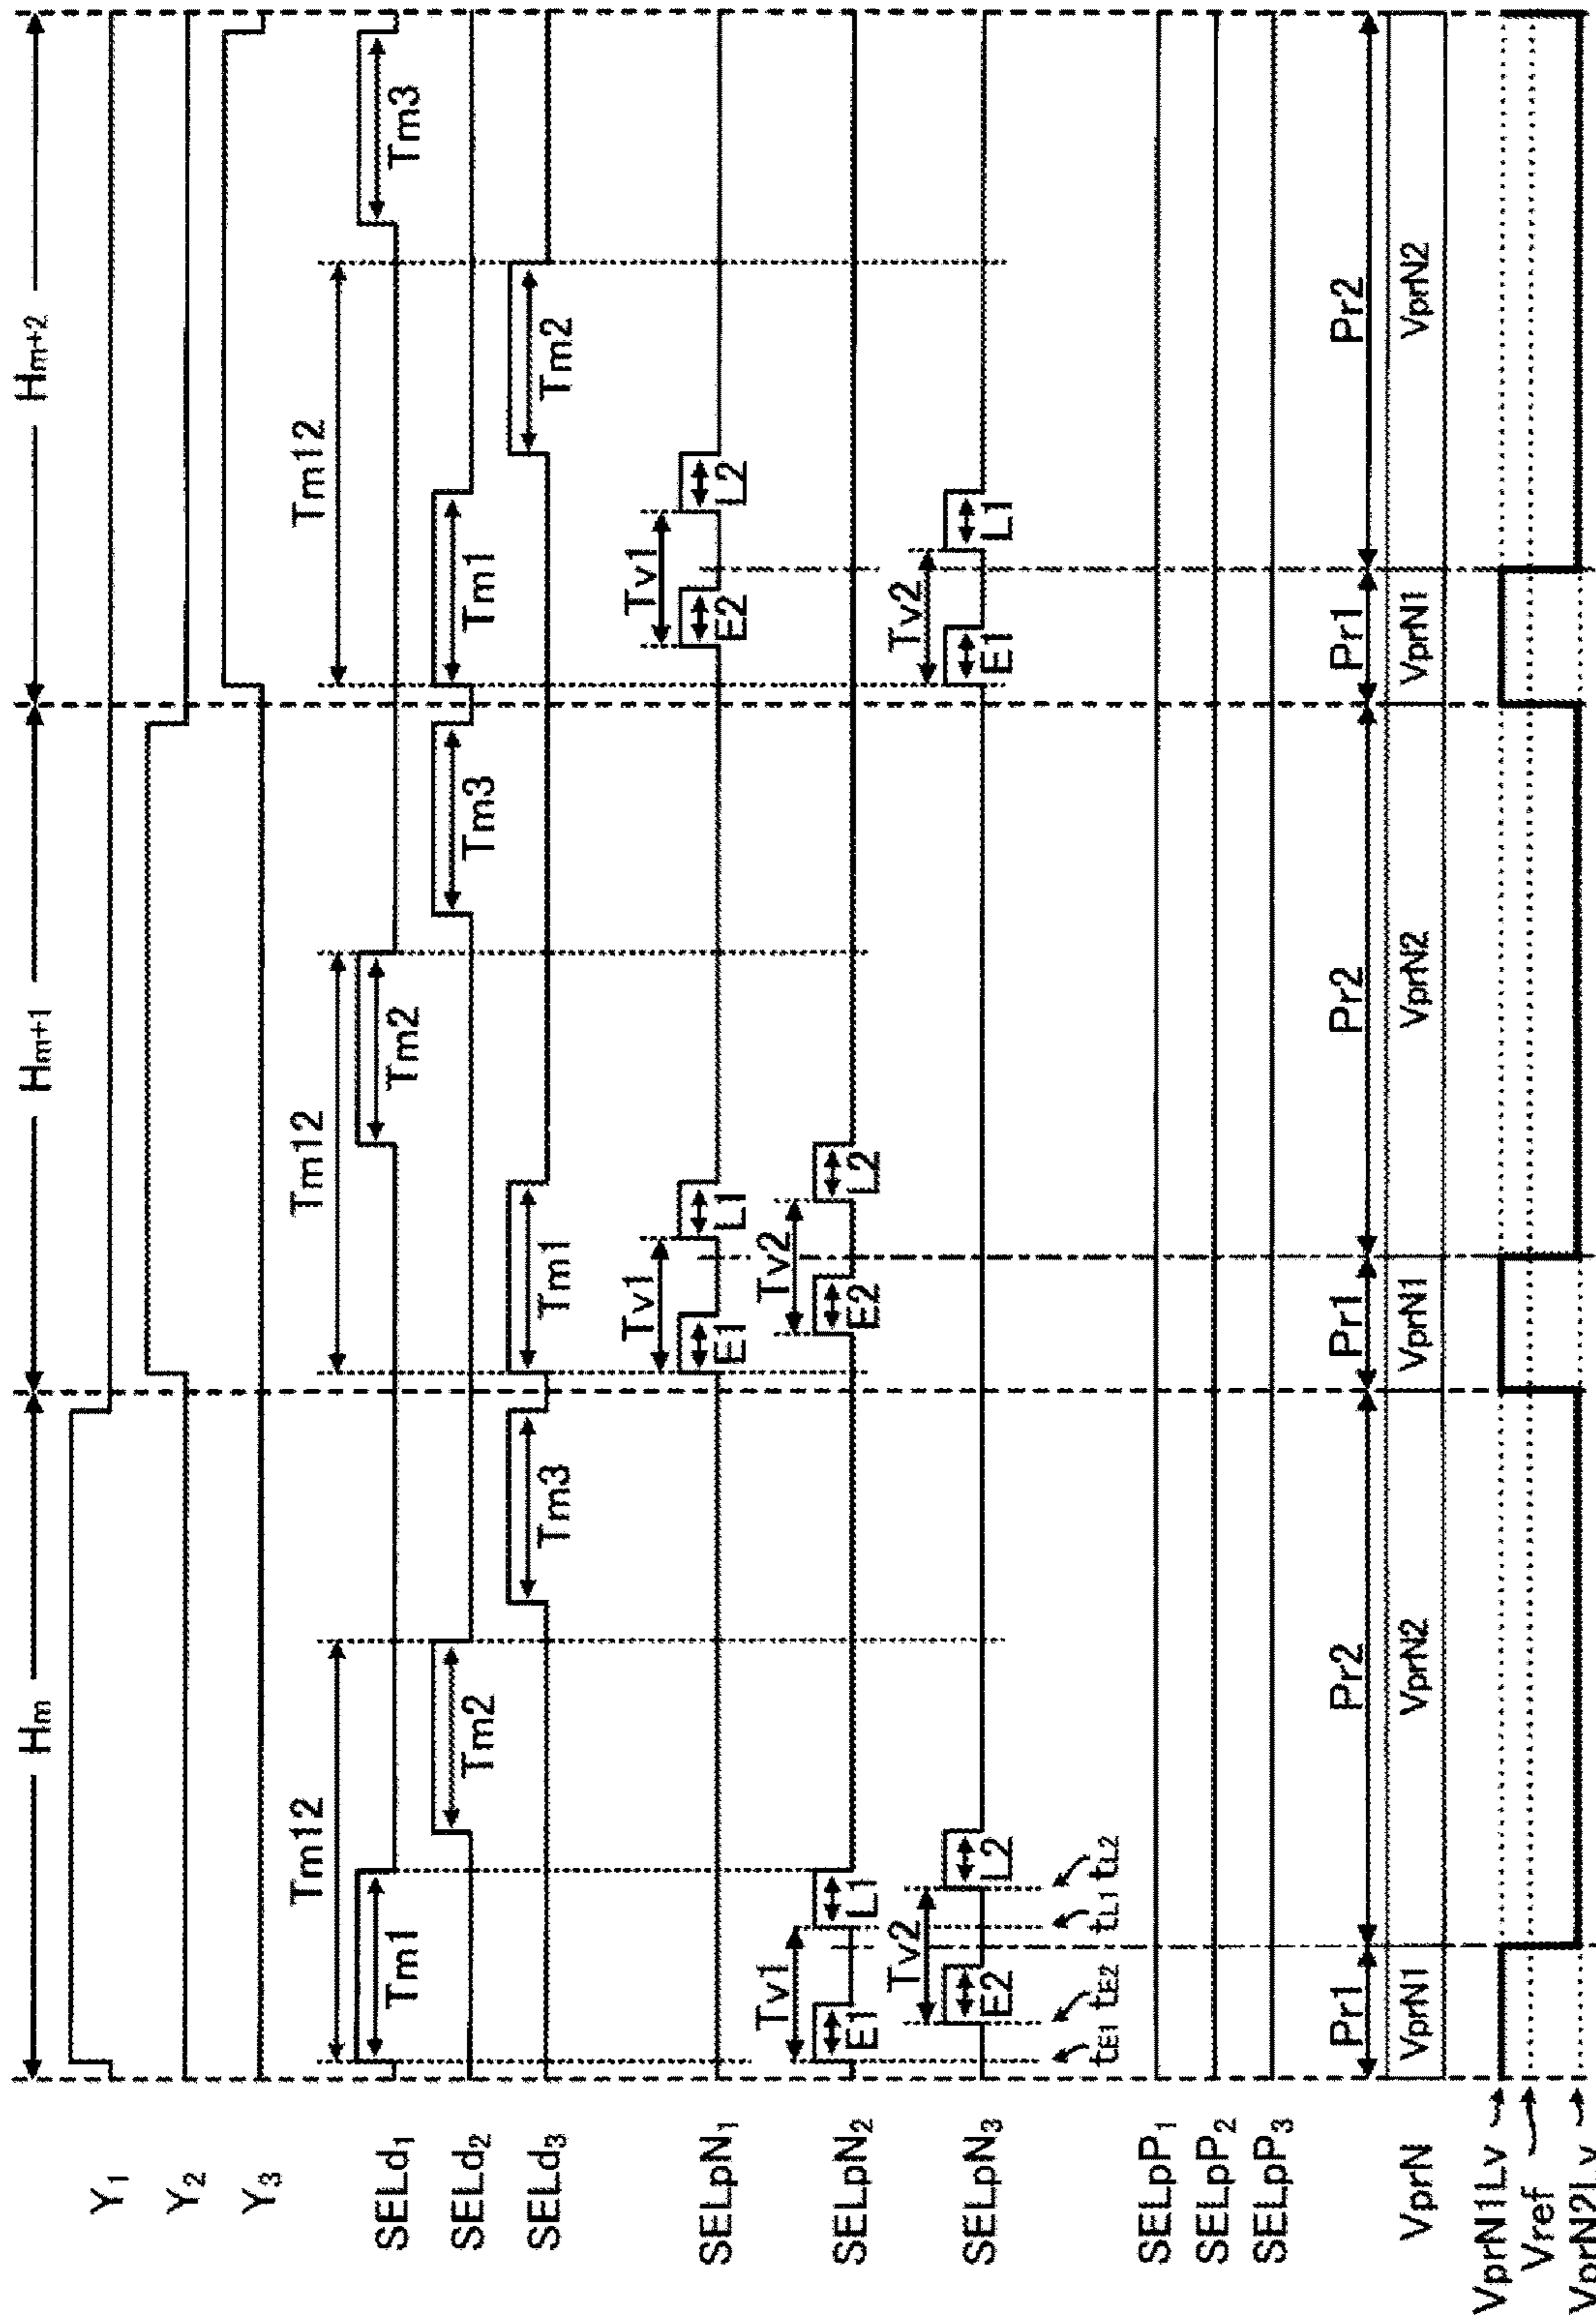 Hm Hm+1 Hm+2
Y1
Y2
Y3
Tm12 Tm12 Tm12
SELd1 Tm1 Tm2 Tm3
SELd2 Tm2 Tm3 Tm1
SELd3 Tm3 Tm1 Tm2
Tv1 Tv1
SELpN1 E1 L1 E2 L2
Tv1 Tv2
SELpN2 E1 L1 E2 L2
Tv2 Tv2
SELpN3 E2 L2 E1 L1
tE1 tE2 tL1 tL2
SELpP1
SELpP2
SELpP3
Pr1 Pr2 Pr1 Pr2 Pr1 Pr2
VprN VprN1 VprN2 VprN1 VprN2 VprN1 VprN2
VprN1Lv
Vref
VprN2Lv